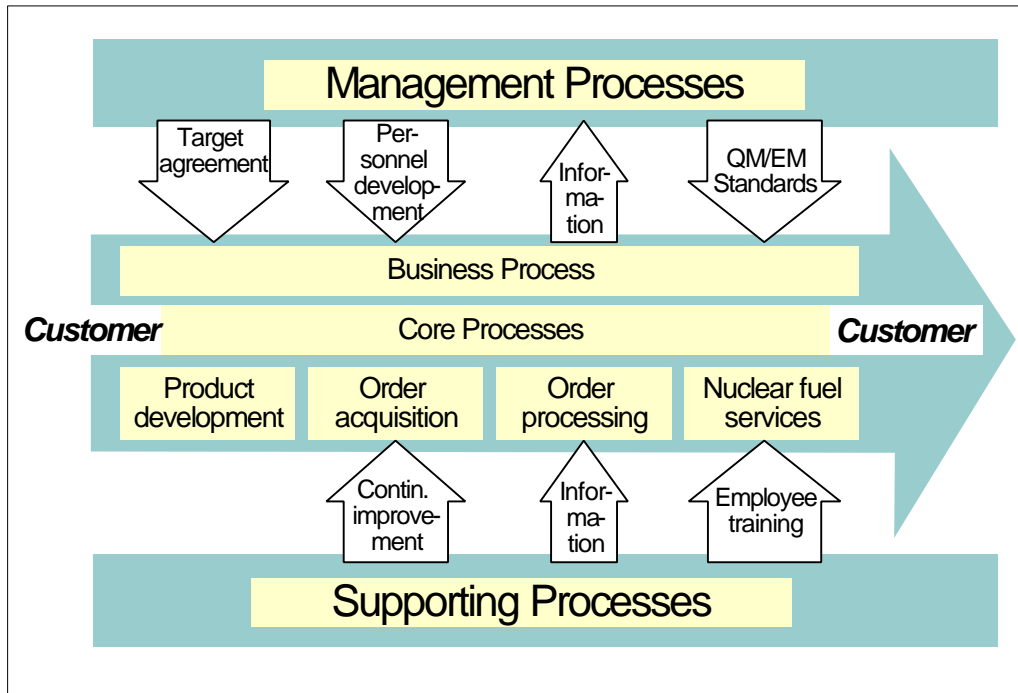 Management Processes
Target
agreement
Per-
sonnel
develop-
ment
Infor-
ma-
tion
QM/EM
Standards
Business Process
Customer
Core Processes
Customer
Product
development
Order
acquisition
Order
processing
Nuclear fuel
services
Contin.
improve-
ment
Infor-
ma-
tion
Employee
training
Supporting Processes